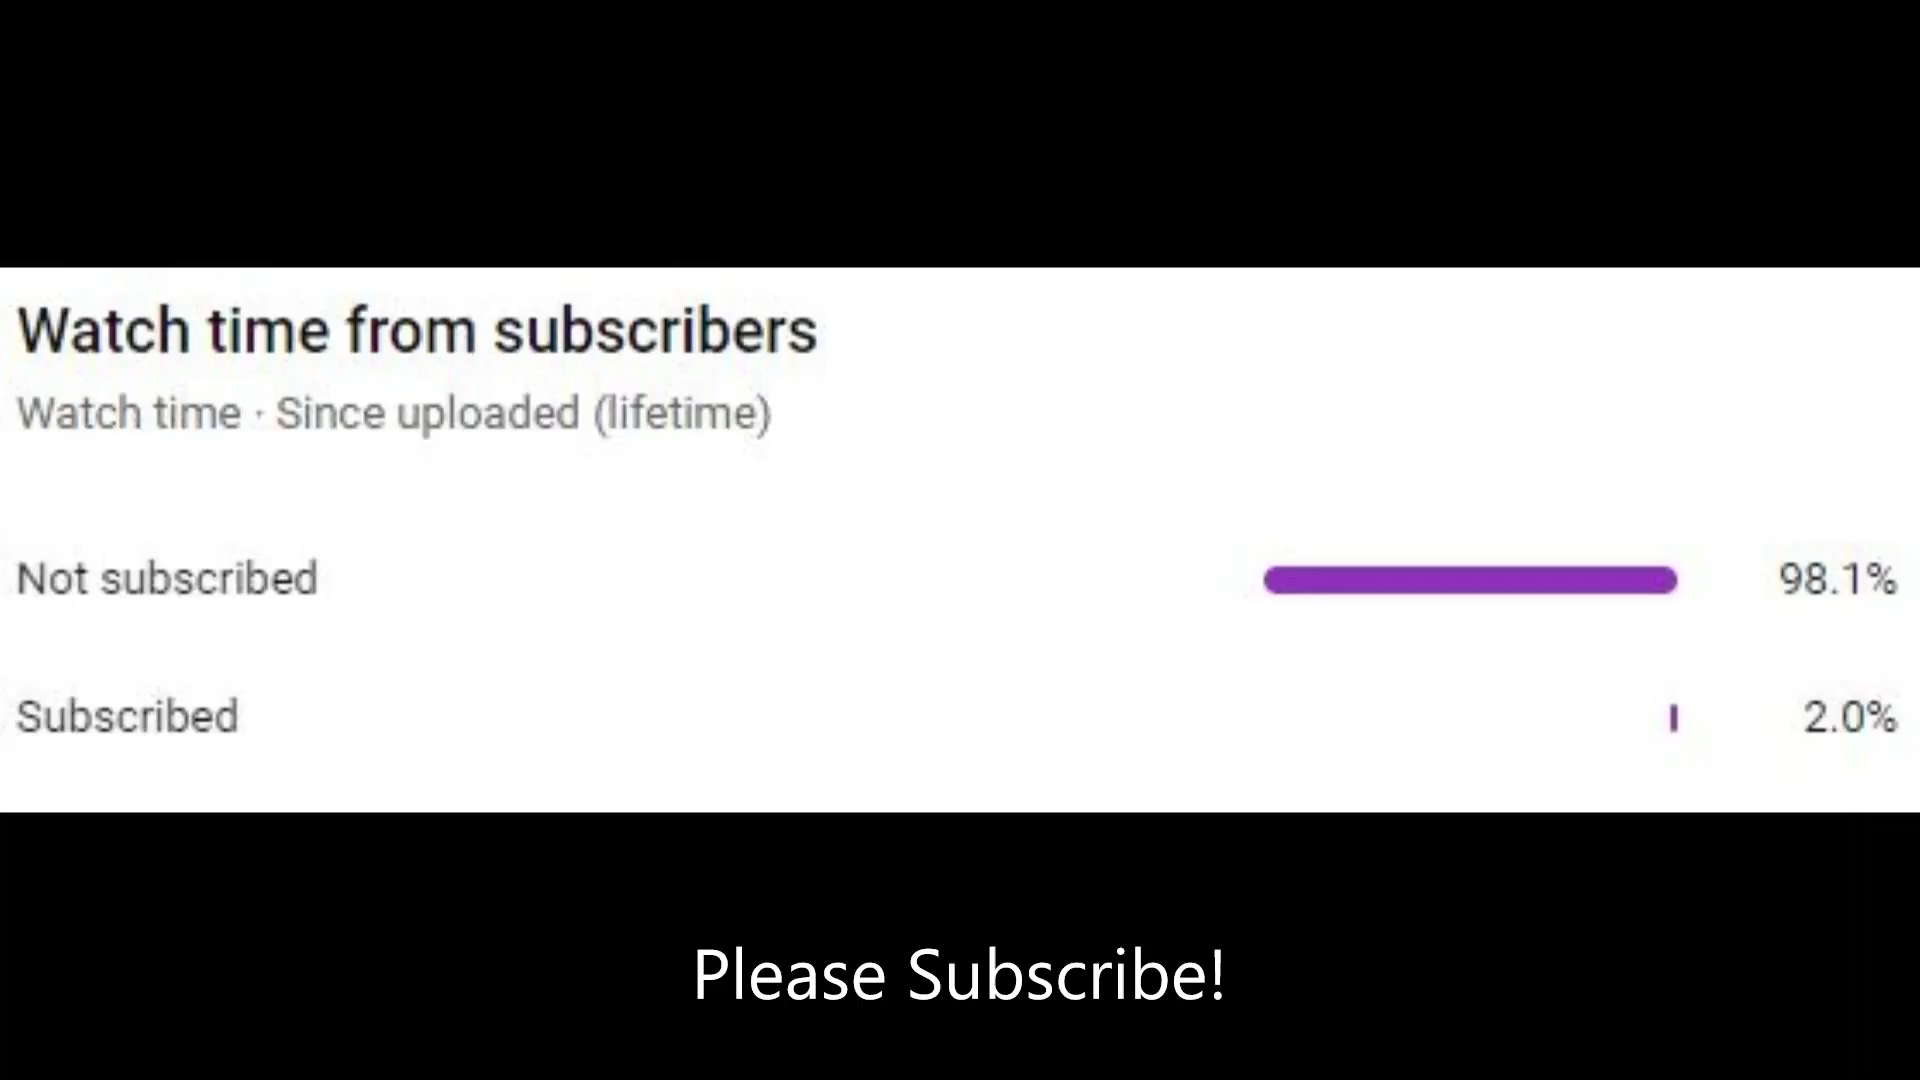 Watch time from subscribers
Watch time · Since uploaded (lifetime)
Not subscribed 98.1%
Subscribed 2.0%
Please Subscribe!